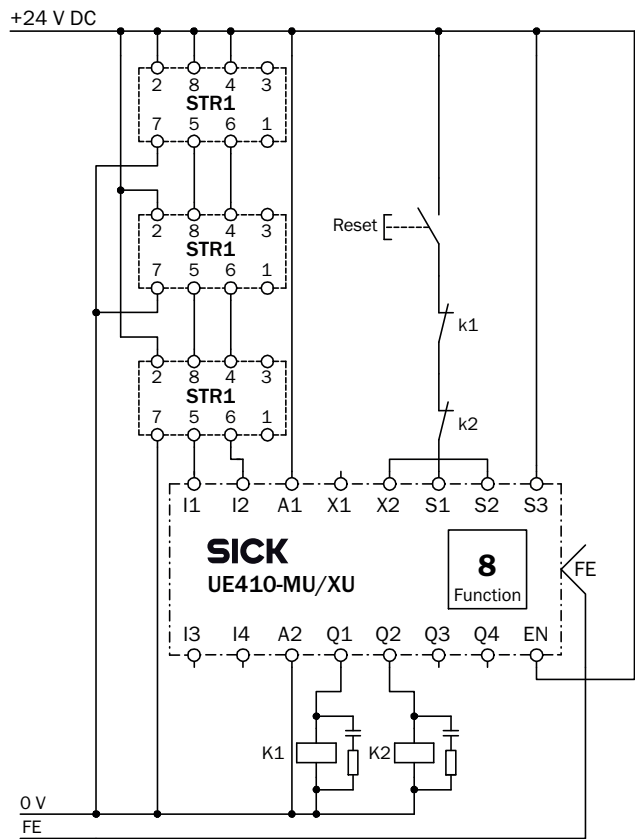 +24 V DC
2 8 4 3
STR1
7 5 6 1
2 8 4 3
STR1
7 5 6 1
Reset
k1
2 8 4 3
STR1
7 5 6 1
k2
I1 I2 A1 X1 X2 S1 S2 S3
SICK
UE410-MU/XU
8
Function
FE
I3 I4 A2 Q1 Q2 Q3 Q4 EN
K1
K2
0 V
FE